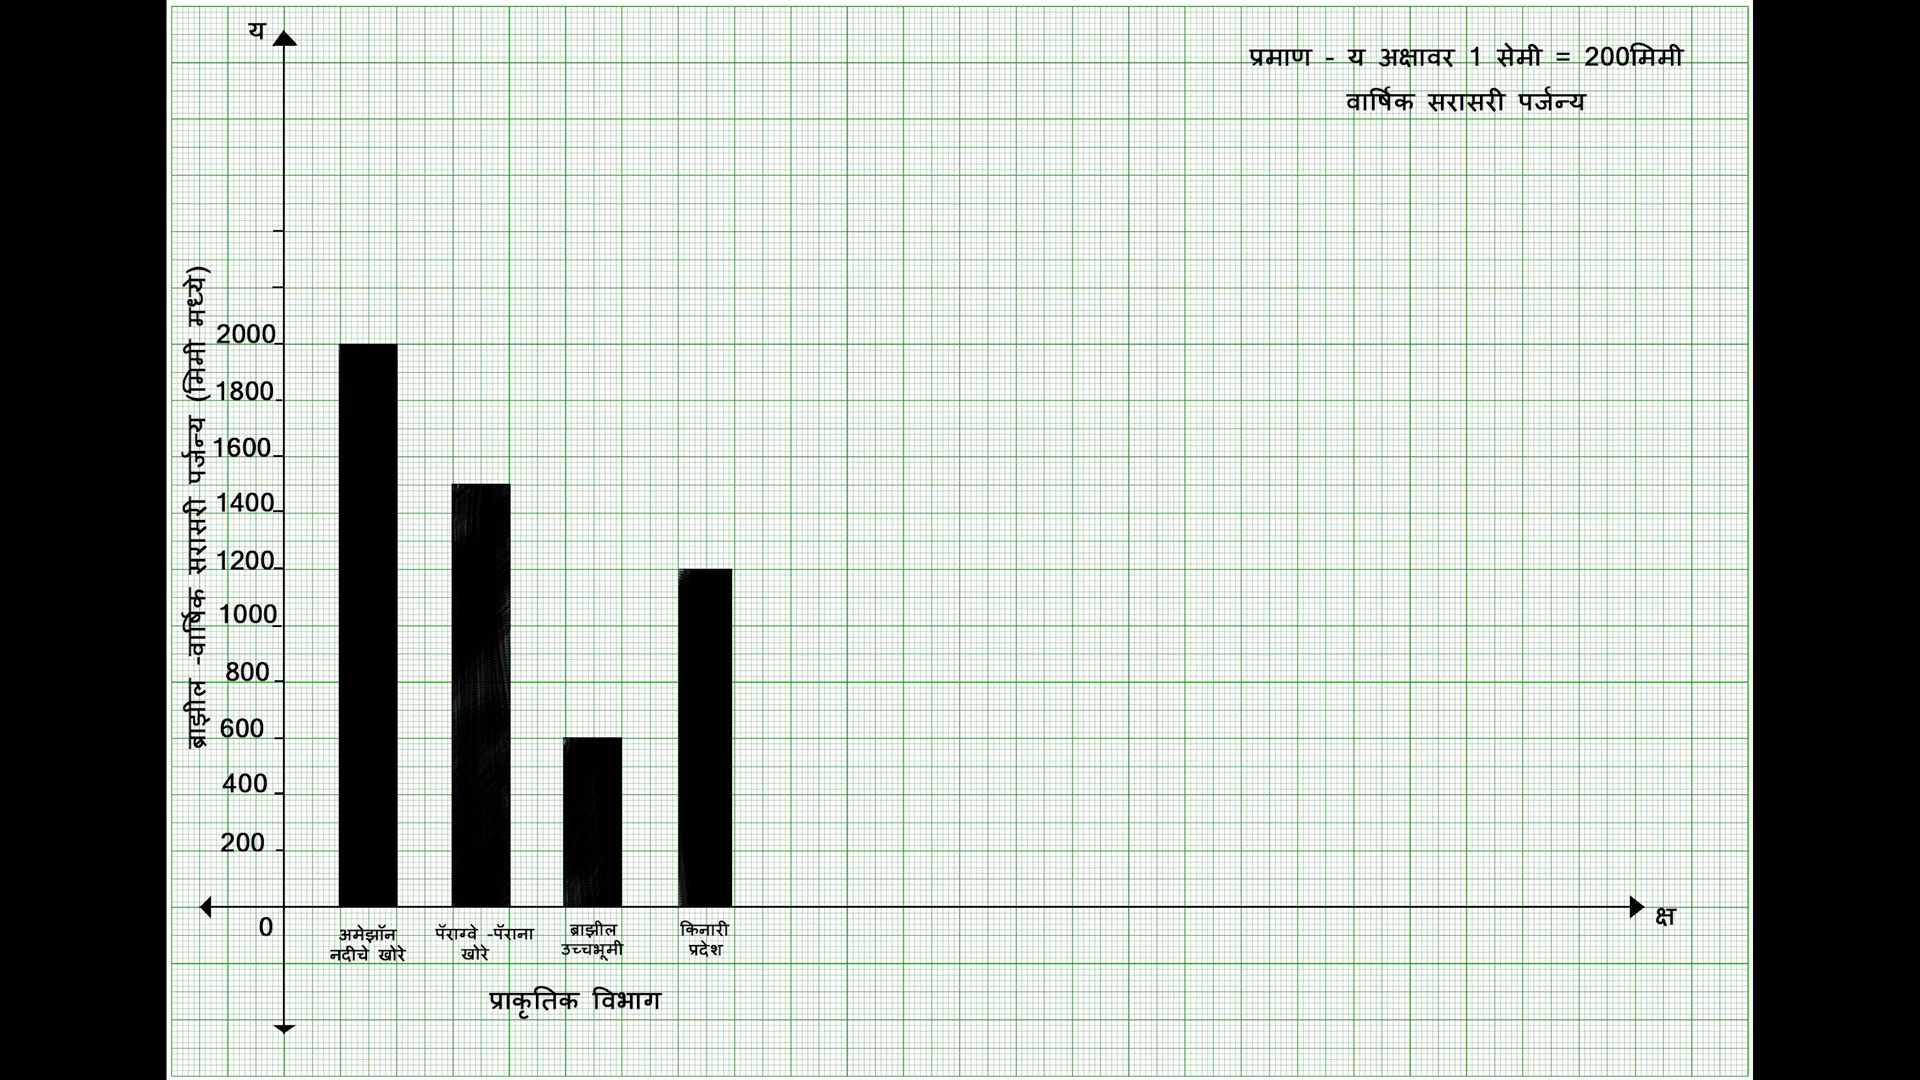 य
प्रमाण - य अक्षावर 1 सेमी = 200मिमी
वार्षिक सरासरी पर्जन्य
ब्राझील -वार्षिक सरासरी पर्जन्य (मिमी मध्ये)
2000
1800
1600
1400
1200
1000
800
600
400
200
0
क्ष
अमेझॉन
नदीचे खोरे
पॅराग्वे -पॅराना
खोरे
ब्राझील
उच्चभूमी
किनारी
प्रदेश
प्राकृतिक विभाग